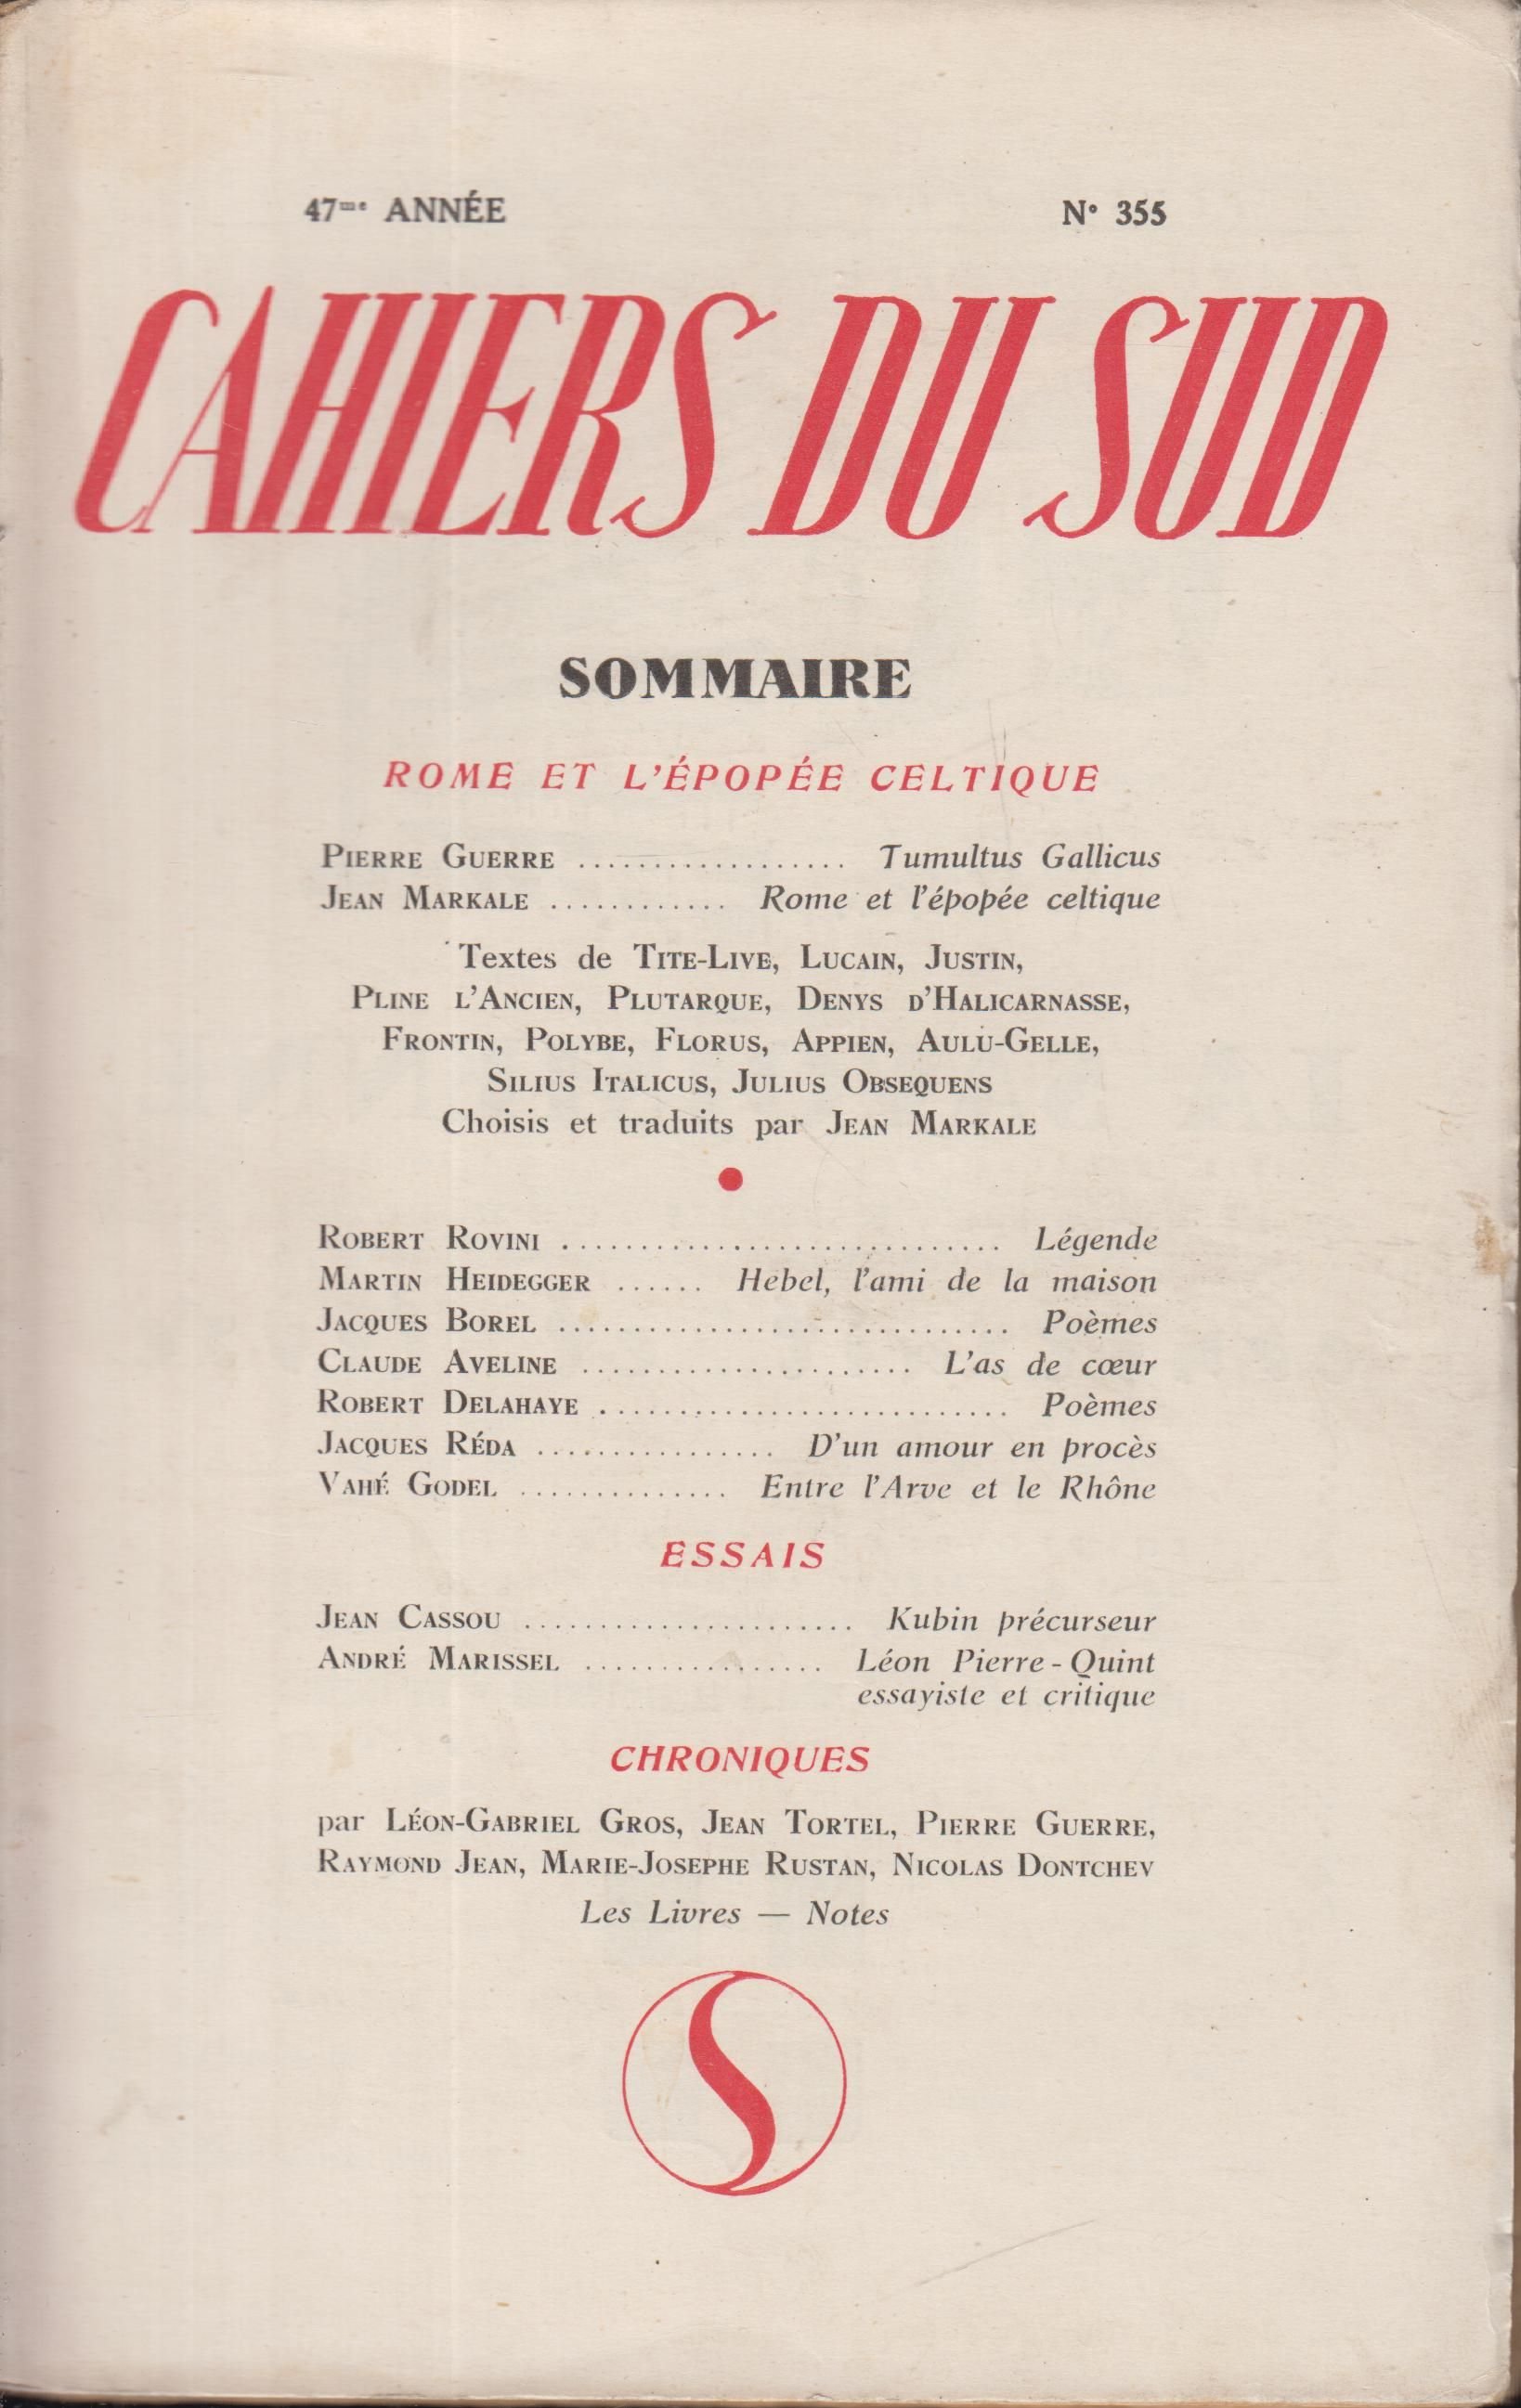 47me ANNÉE N° 355
CAHIERS DU SUD
SOMMAIRE
ROME ET L'ÉPOPÉE CELTIQUE
PIERRE GUERRE .................. Tumultus Gallicus
JEAN MARKALE ............ Rome et l'épopée celtique
Textes de TITE-LIVE, LUCAIN, JUSTIN,
PLINE L'ANCIEN, PLUTARQUE, DENYS D'HALICARNASSE,
FRONTIN, POLYBE, FLORUS, APPIEN, AULU-GELLE,
SILIUS ITALICUS, JULIUS OBSEQUENS
Choisis et traduits par JEAN MARKALE
ROBERT ROVINI .............................. Légende
MARTIN HEIDEGGER ...... Hebel, l'ami de la maison
JACQUES BOREL .............................. Poèmes
CLAUDE AVELINE ...................... L'as de cœur
ROBERT DELAHAYE ............................ Poèmes
JACQUES RÉDA ................ D'un amour en procès
VAHÉ GODEL .............. Entre l'Arve et le Rhône
ESSAIS
JEAN CASSOU ...................... Kubin précurseur
ANDRÉ MARISSEL ................ Léon Pierre-Quint
essayiste et critique
CHRONIQUES
par LÉON-GABRIEL GROS, JEAN TORTEL, PIERRE GUERRE,
RAYMOND JEAN, MARIE-JOSEPHE RUSTAN, NICOLAS DONTCHEV
Les Livres — Notes
S